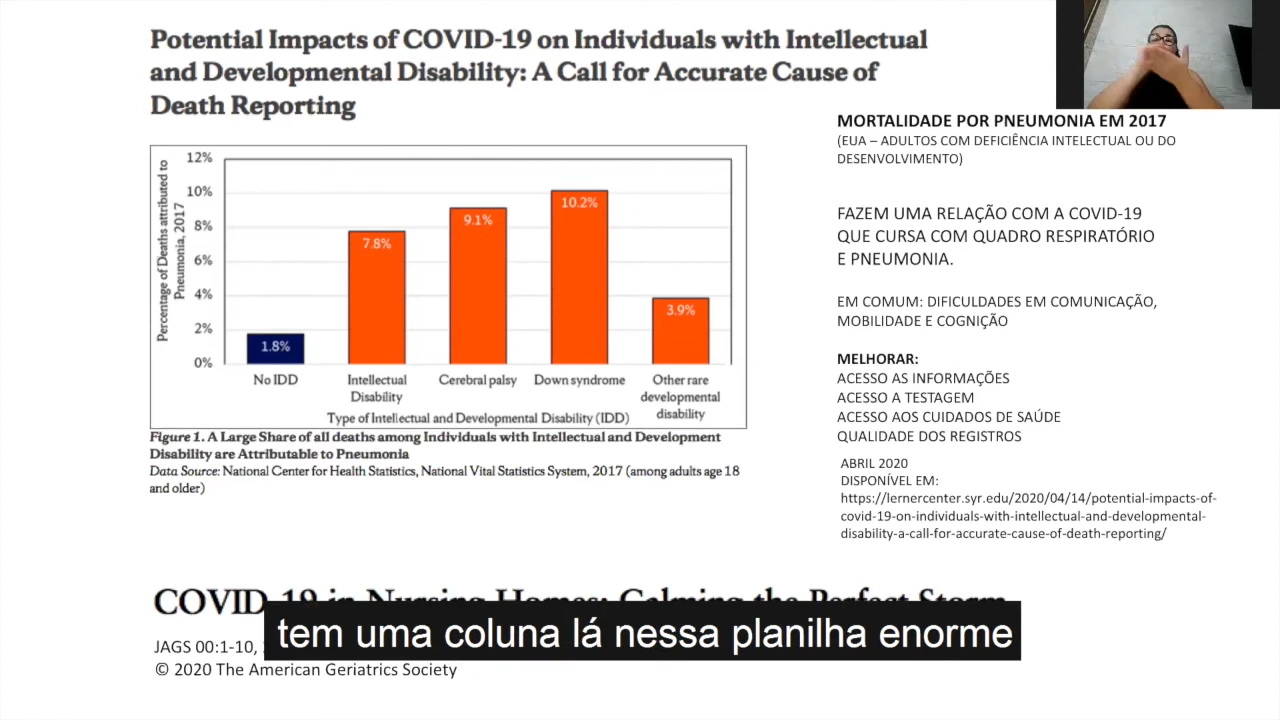 Potential Impacts of COVID-19 on Individuals with Intellectual
and Developmental Disability: A Call for Accurate Cause of
Death Reporting
Percentage of Deaths attributed to
Pneumonia, 2017
12%
10%
8%
6%
4%
2%
0%
1.8%
7.8%
9.1%
10.2%
3.9%
No IDD
Intellectual
Disability
Cerebral palsy
Down syndrome
Other rare
developmental
disability
Type of Intellectual and Developmental Disability (IDD)
Figure 1. A Large Share of all deaths among Individuals with Intellectual and Development
Disability are Attributable to Pneumonia
Data Source: National Center for Health Statistics, National Vital Statistics System, 2017 (among adults age 18
and older)
MORTALIDADE POR PNEUMONIA EM 2017
(EUA – ADULTOS COM DEFICIÊNCIA INTELECTUAL OU DO
DESENVOLVIMENTO)
FAZEM UMA RELAÇÃO COM A COVID-19
QUE CURSA COM QUADRO RESPIRATÓRIO
E PNEUMONIA.
EM COMUM: DIFICULDADES EM COMUNICAÇÃO,
MOBILIDADE E COGNIÇÃO
MELHORAR:
ACESSO AS INFORMAÇÕES
ACESSO A TESTAGEM
ACESSO AOS CUIDADOS DE SAÚDE
QUALIDADE DOS REGISTROS
ABRIL 2020
DISPONÍVEL EM:
https://lernercenter.syr.edu/2020/04/14/potential-impacts-of-
covid-19-on-individuals-with-intellectual-and-developmental-
disability-a-call-for-accurate-cause-of-death-reporting/
COVID-19 in Nursing Homes: Calming the Perfect Storm
tem uma coluna lá nessa planilha enorme
JAGS 00:1-10,
© 2020 The American Geriatrics Society